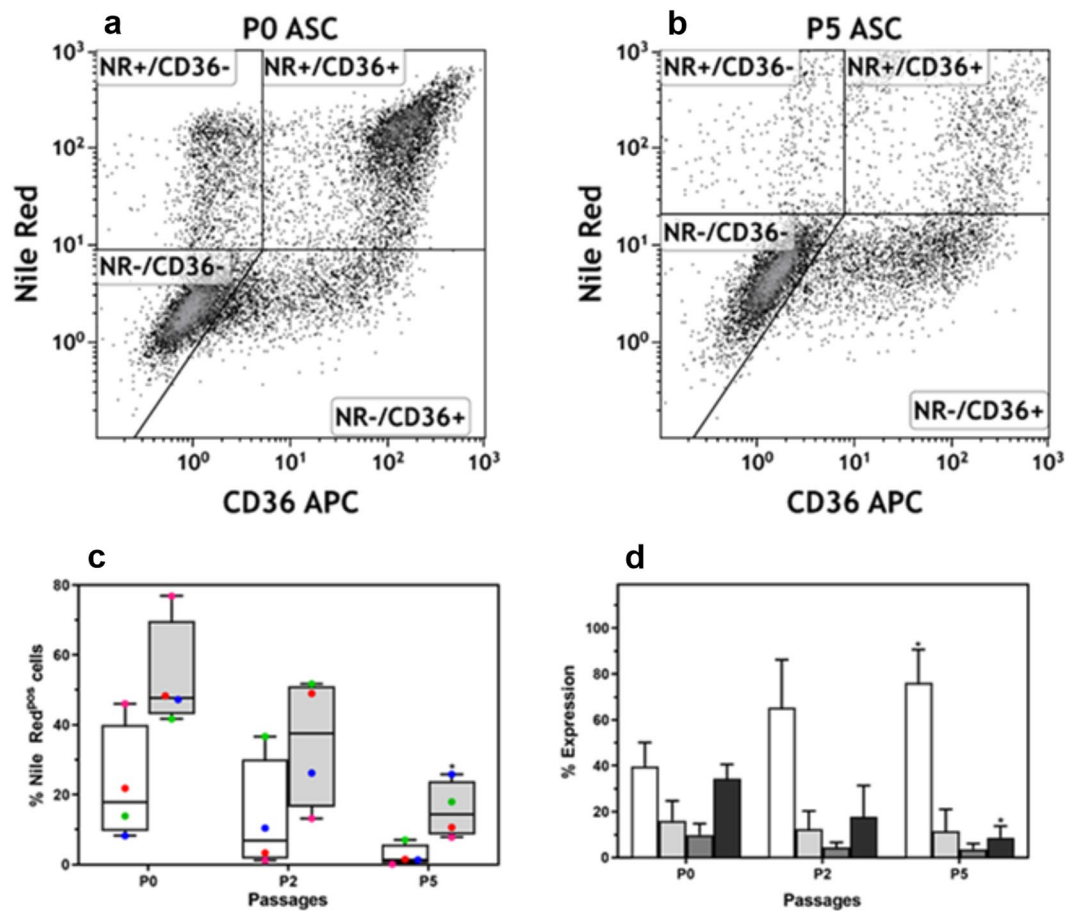 a
P0 ASC
10³
NR+/CD36-
NR+/CD36+
10²
10¹
NR-/CD36-
10⁰
NR-/CD36+
Nile Red
10⁰ 10¹ 10² 10³
CD36 APC
b
P5 ASC
10³
NR+/CD36-
NR+/CD36+
10²
10¹
NR-/CD36-
10⁰
NR-/CD36+
Nile Red
10⁰ 10¹ 10² 10³
CD36 APC
c
80
60
40
20
0
% Nile Redᵖᵒˢ cells
*
P0 P2 P5
Passages
d
100
80
60
40
20
0
% Expression
*
*
P0 P2 P5
Passages